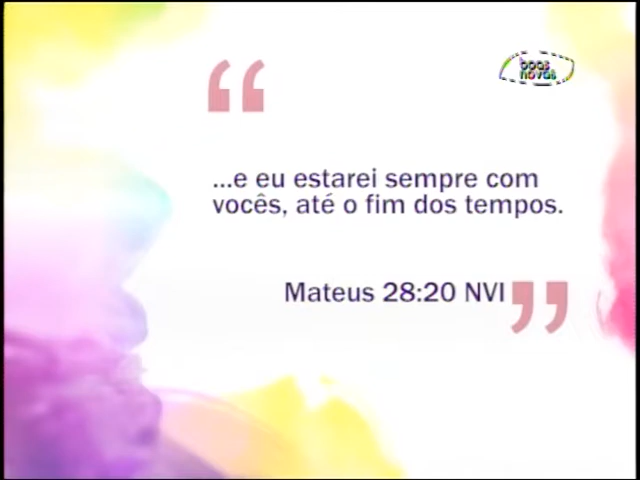 “
boas
novas
...e eu estarei sempre com
vocês, até o fim dos tempos.
Mateus 28:20 NVI ”